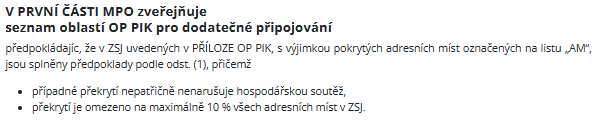 V PRVNÍ ČÁSTI MPO zveřejňuje
seznam oblastí OP PIK pro dodatečné připojování
předpokládajíc, že v ZSJ uvedených v PŘÍLOZE OP PIK, s výjimkou pokrytých adresních míst označených na listu „AM“,
jsou splněny předpoklady podle odst. (1), přičemž
• případné překrytí nepatřičně nenarušuje hospodářskou soutěž,
• překrytí je omezeno na maximálně 10 % všech adresních míst v ZSJ.